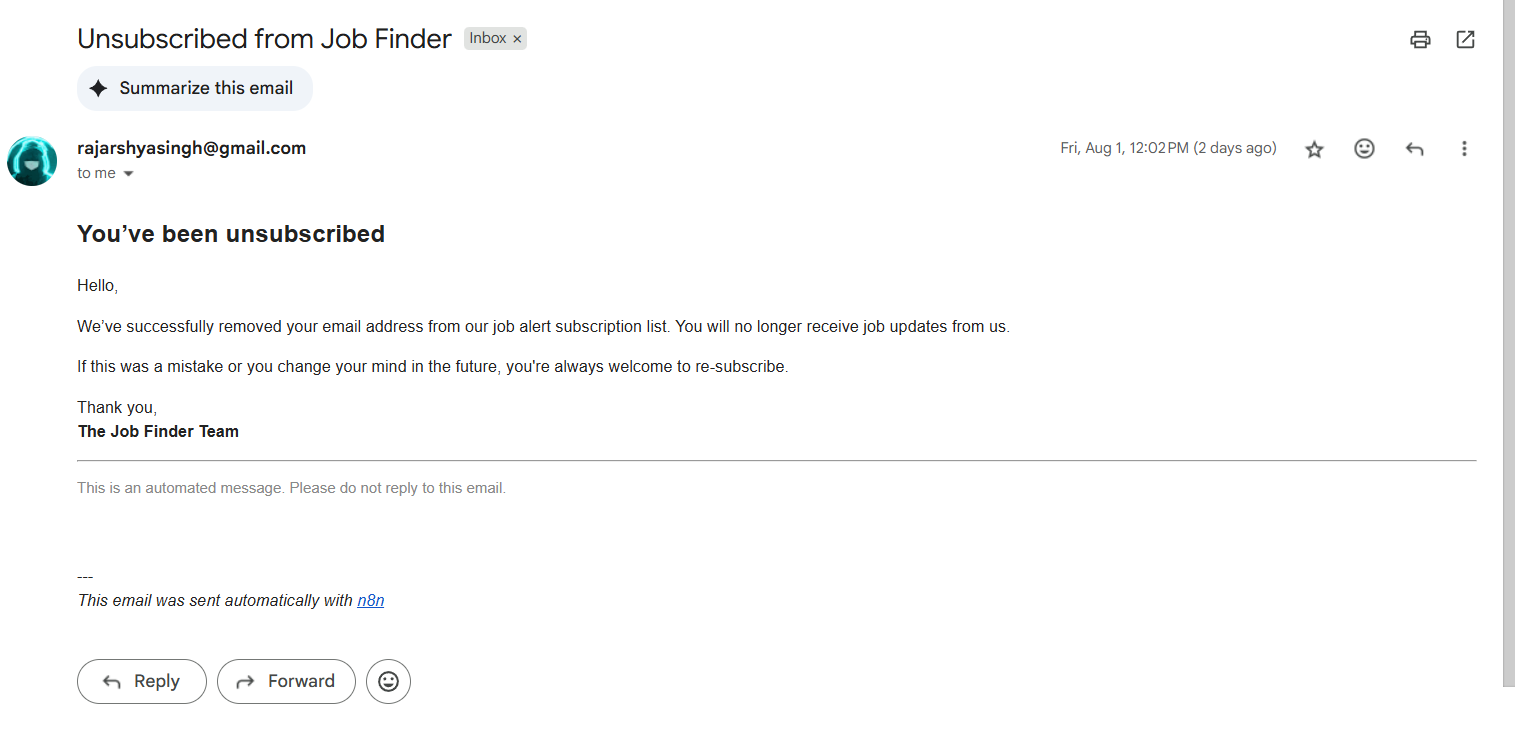 Unsubscribed from Job Finder Inbox ×
Summarize this email
rajarshyasingh@gmail.com Fri, Aug 1, 12:02 PM (2 days ago)
to me
You’ve been unsubscribed
Hello,
We’ve successfully removed your email address from our job alert subscription list. You will no longer receive job updates from us.
If this was a mistake or you change your mind in the future, you're always welcome to re-subscribe.
Thank you,
The Job Finder Team
This is an automated message. Please do not reply to this email.
---
This email was sent automatically with n8n
Reply Forward